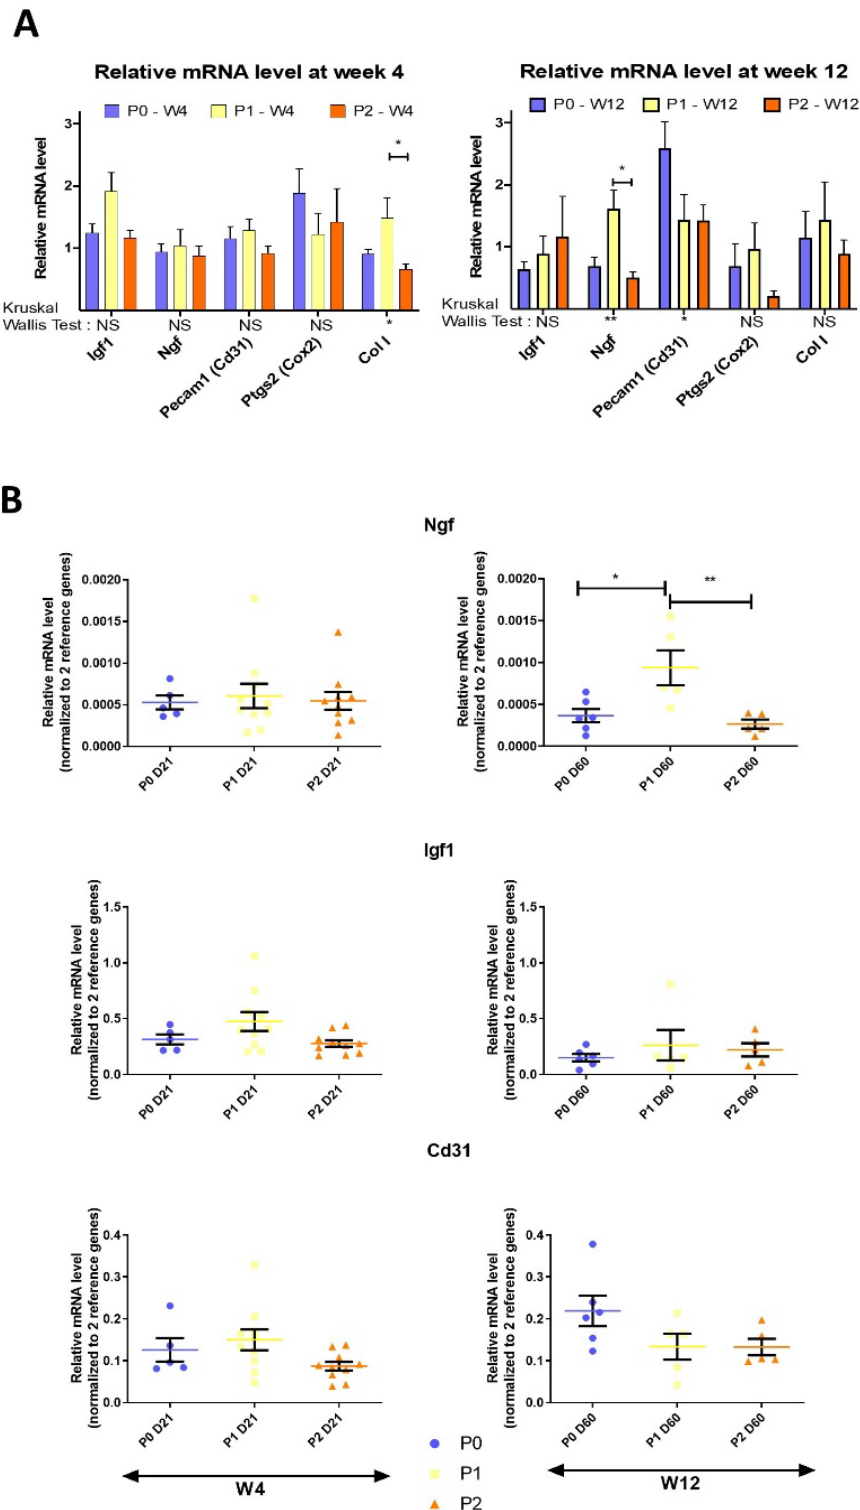 A
Relative mRNA level at week 4
P0 - W4 P1 - W4 P2 - W4
Relative mRNA level
3
2
1
*
Kruskal
Wallis Test : NS NS NS NS *
Igf1 Ngf Pecam1 (Cd31) Ptgs2 (Cox2) Col I
Relative mRNA level at week 12
P0 - W12 P1 - W12 P2 - W12
Relative mRNA level
3
2
1
*
Kruskal
Wallis Test : NS ** * NS NS
Igf1 Ngf Pecam1 (Cd31) Ptgs2 (Cox2) Col I
B
Ngf
Relative mRNA level
(normalized to 2 reference genes)
0.0020
0.0015
0.0010
0.0005
0.0000
P0 D21 P1 D21 P2 D21
Relative mRNA level
(normalized to 2 reference genes)
0.0020
0.0015
0.0010
0.0005
0.0000
* **
P0 D60 P1 D60 P2 D60
Igf1
Relative mRNA level
(normalized to 2 reference genes)
1.5
1.0
0.5
0.0
P0 D21 P1 D21 P2 D21
Relative mRNA level
(normalized to 2 reference genes)
1.5
1.0
0.5
0.0
P0 D60 P1 D60 P2 D60
Cd31
Relative mRNA level
(normalized to 2 reference genes)
0.4
0.3
0.2
0.1
0.0
P0 D21 P1 D21 P2 D21
Relative mRNA level
(normalized to 2 reference genes)
0.4
0.3
0.2
0.1
0.0
P0 D60 P1 D60 P2 D60
W4
P0
P1
P2
W12